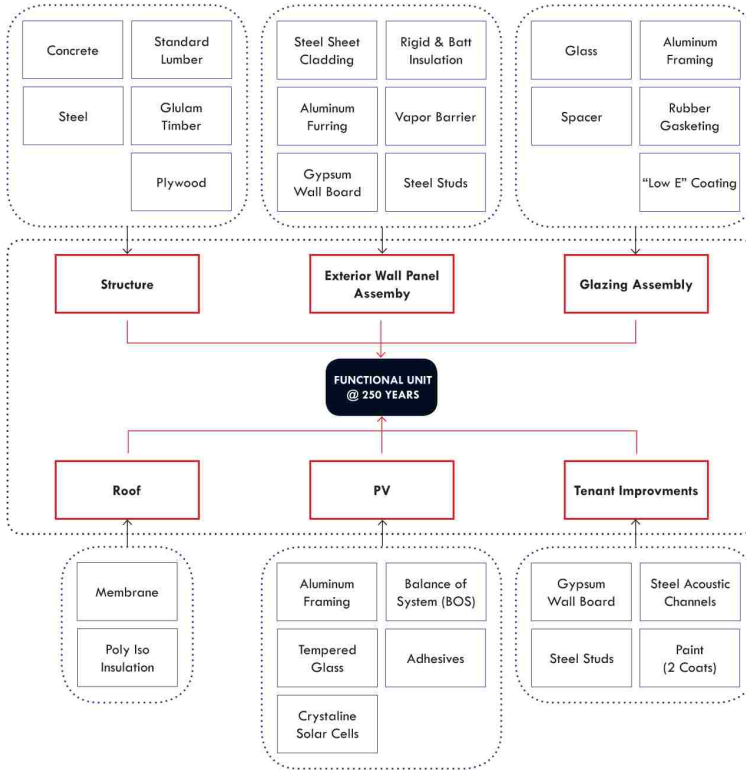 Concrete
Standard
Lumber
Steel
Glulam
Timber
Plywood
Steel Sheet
Cladding
Rigid & Batt
Insulation
Aluminum
Furring
Vapor Barrier
Gypsum
Wall Board
Steel Studs
Glass
Aluminum
Framing
Spacer
Rubber
Gasketing
“Low E” Coating
Structure
Exterior Wall Panel
Assemby
Glazing Assembly
FUNCTIONAL UNIT
@ 250 YEARS
Roof
PV
Tenant Improvments
Membrane
Poly Iso
Insulation
Aluminum
Framing
Balance of
System (BOS)
Tempered
Glass
Adhesives
Crystaline
Solar Cells
Gypsum
Wall Board
Steel Acoustic
Channels
Steel Studs
Paint
(2 Coats)